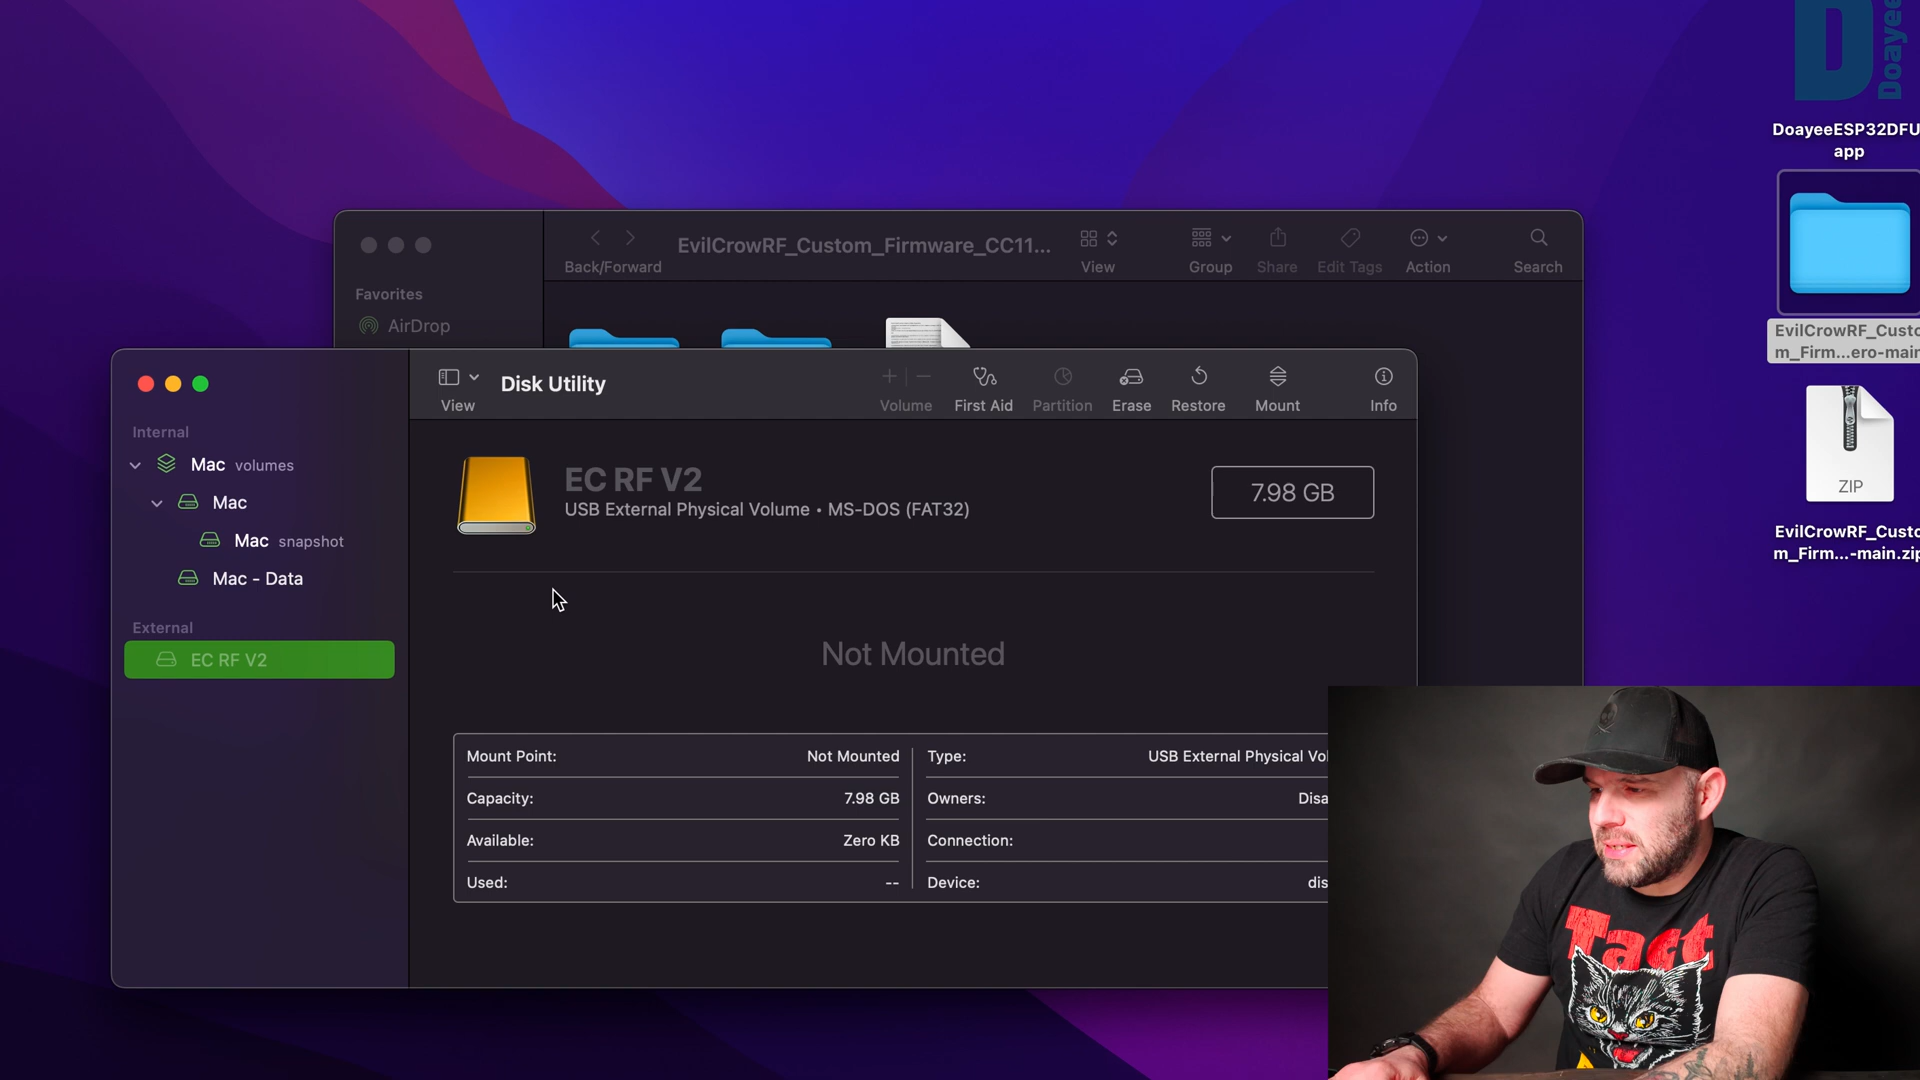 D
Doayee
DoayeeESP32DFU
app
EvilCrowRF_Custo
m_Firm...ero-main
ZIP
EvilCrowRF_Custo
m_Firm...-main.zip
Back/Forward
EvilCrowRF_Custom_Firmware_CC11...
View
Group
Share
Edit Tags
Action
Search
Favorites
AirDrop
View
Disk Utility
Volume
First Aid
Partition
Erase
Restore
Mount
Info
Internal
Mac volumes
Mac
Mac snapshot
Mac - Data
External
EC RF V2
EC RF V2
USB External Physical Volume • MS-DOS (FAT32)
7.98 GB
Not Mounted
Mount Point: Not Mounted
Capacity: 7.98 GB
Available: Zero KB
Used: --
Type: USB External Physical Vol
Owners: Disa
Connection:
Device: dis
Tact